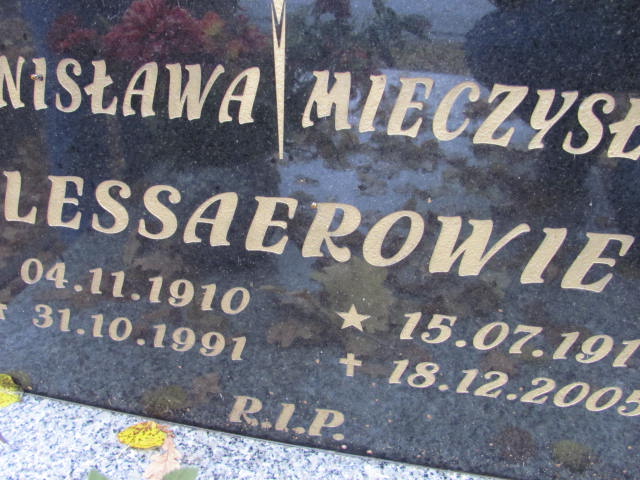 NISŁAWA MIECZYSŁ
LESSAEROWIE
04.11.1910 ★ 15.07.191
31.10.1991 ✝ 18.12.2005
R.I.P.